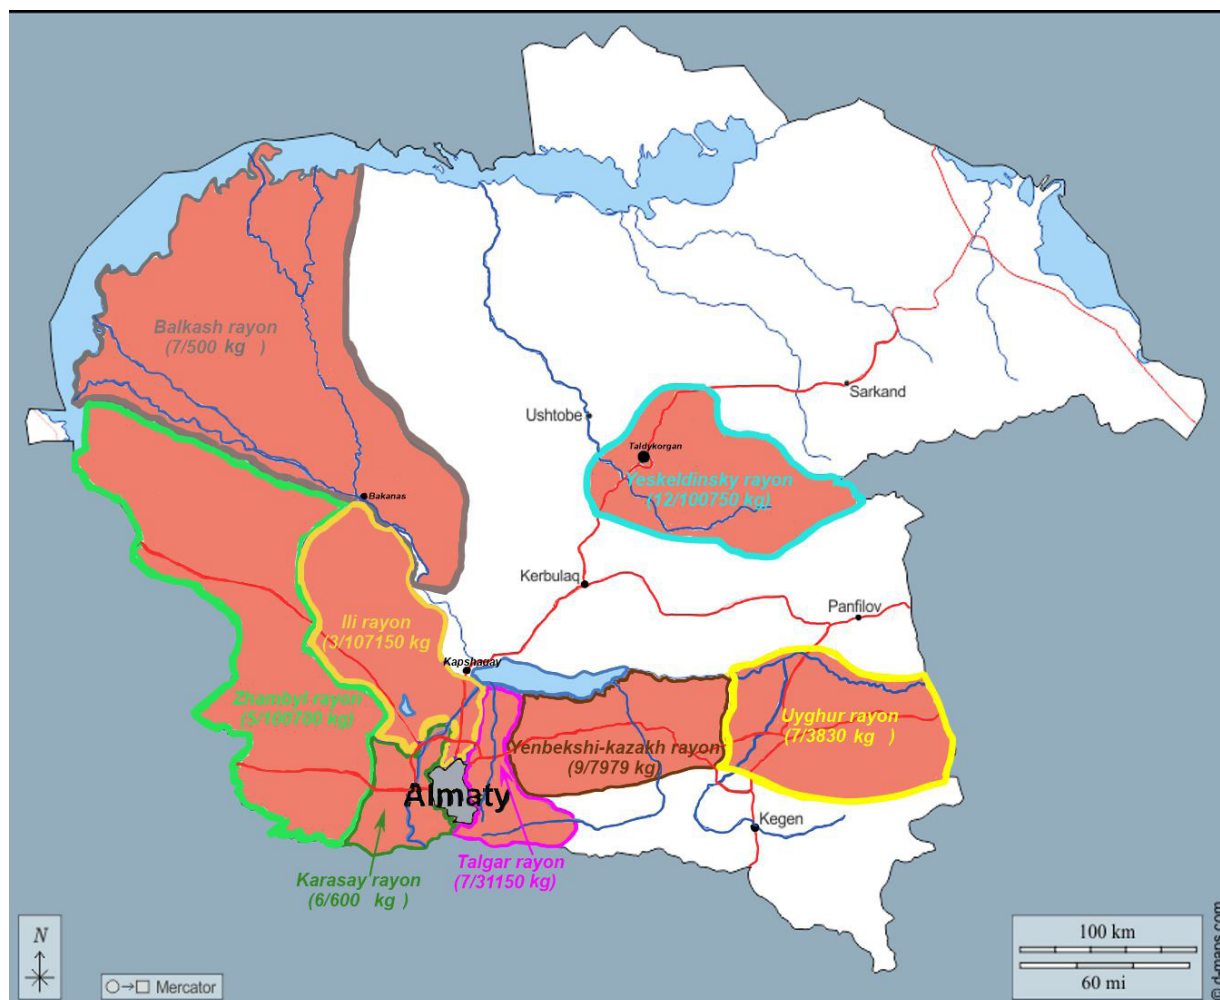 Balkash rayon
(7/500 kg )
Sarkand
Ushtobe
Taldykorgan
Yeskeldinsky rayon
(12/100750 kg)
Bakanas
Kerbulaq
Panfilov
Ili rayon
(3/107150 kg
Kapshagay
Zhambyl rayon
(5/100700 kg)
Uyghur rayon
(7/3830 kg )
Yenbekshi-kazakh rayon
(9/7979 kg)
Almaty
Kegen
Talgar rayon
(7/31150 kg)
Karasay rayon
(6/600 kg )
N
Mercator
100 km
60 mi
© d-maps.com